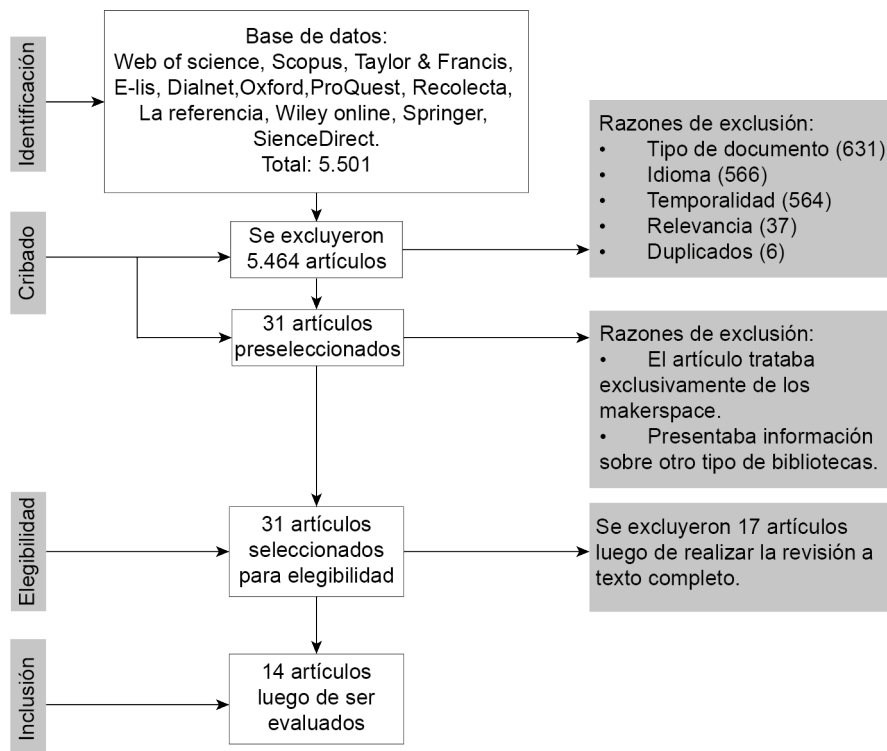 Identificación
Base de datos:
Web of science, Scopus, Taylor & Francis,
E-lis, Dialnet,Oxford,ProQuest, Recolecta,
La referencia, Wiley online, Springer,
SienceDirect.
Total: 5.501
Cribado
Se excluyeron
5.464 artículos
Razones de exclusión:
• Tipo de documento (631)
• Idioma (566)
• Temporalidad (564)
• Relevancia (37)
• Duplicados (6)
31 artículos
preseleccionados
Razones de exclusión:
• El artículo trataba
exclusivamente de los
makerspace.
• Presentaba información
sobre otro tipo de bibliotecas.
Elegibilidad
31 artículos
seleccionados
para elegibilidad
Se excluyeron 17 artículos
luego de realizar la revisión a
texto completo.
Inclusión
14 artículos
luego de ser
evaluados